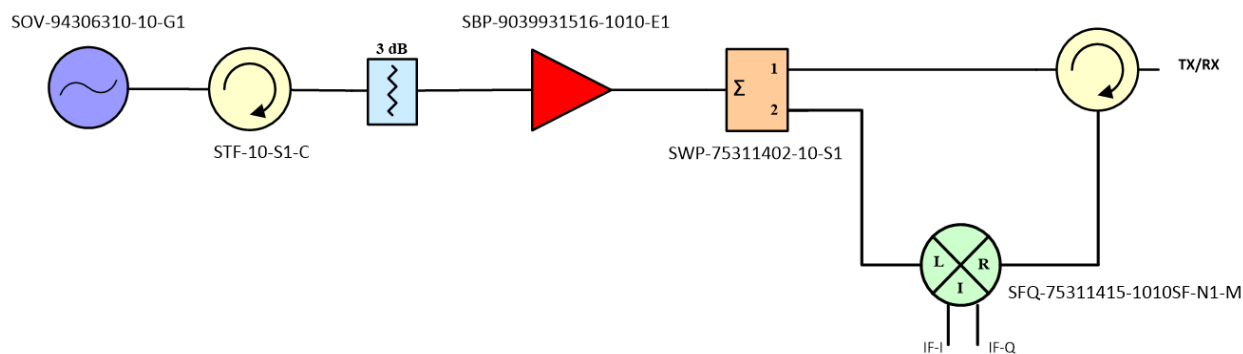 SOV-94306310-10-G1
SBP-9039931516-1010-E1
3 dB
TX/RX
Σ
1
2
STF-10-S1-C
SWP-75311402-10-S1
L
R
I
SFQ-75311415-1010SF-N1-M
IF-I
IF-Q